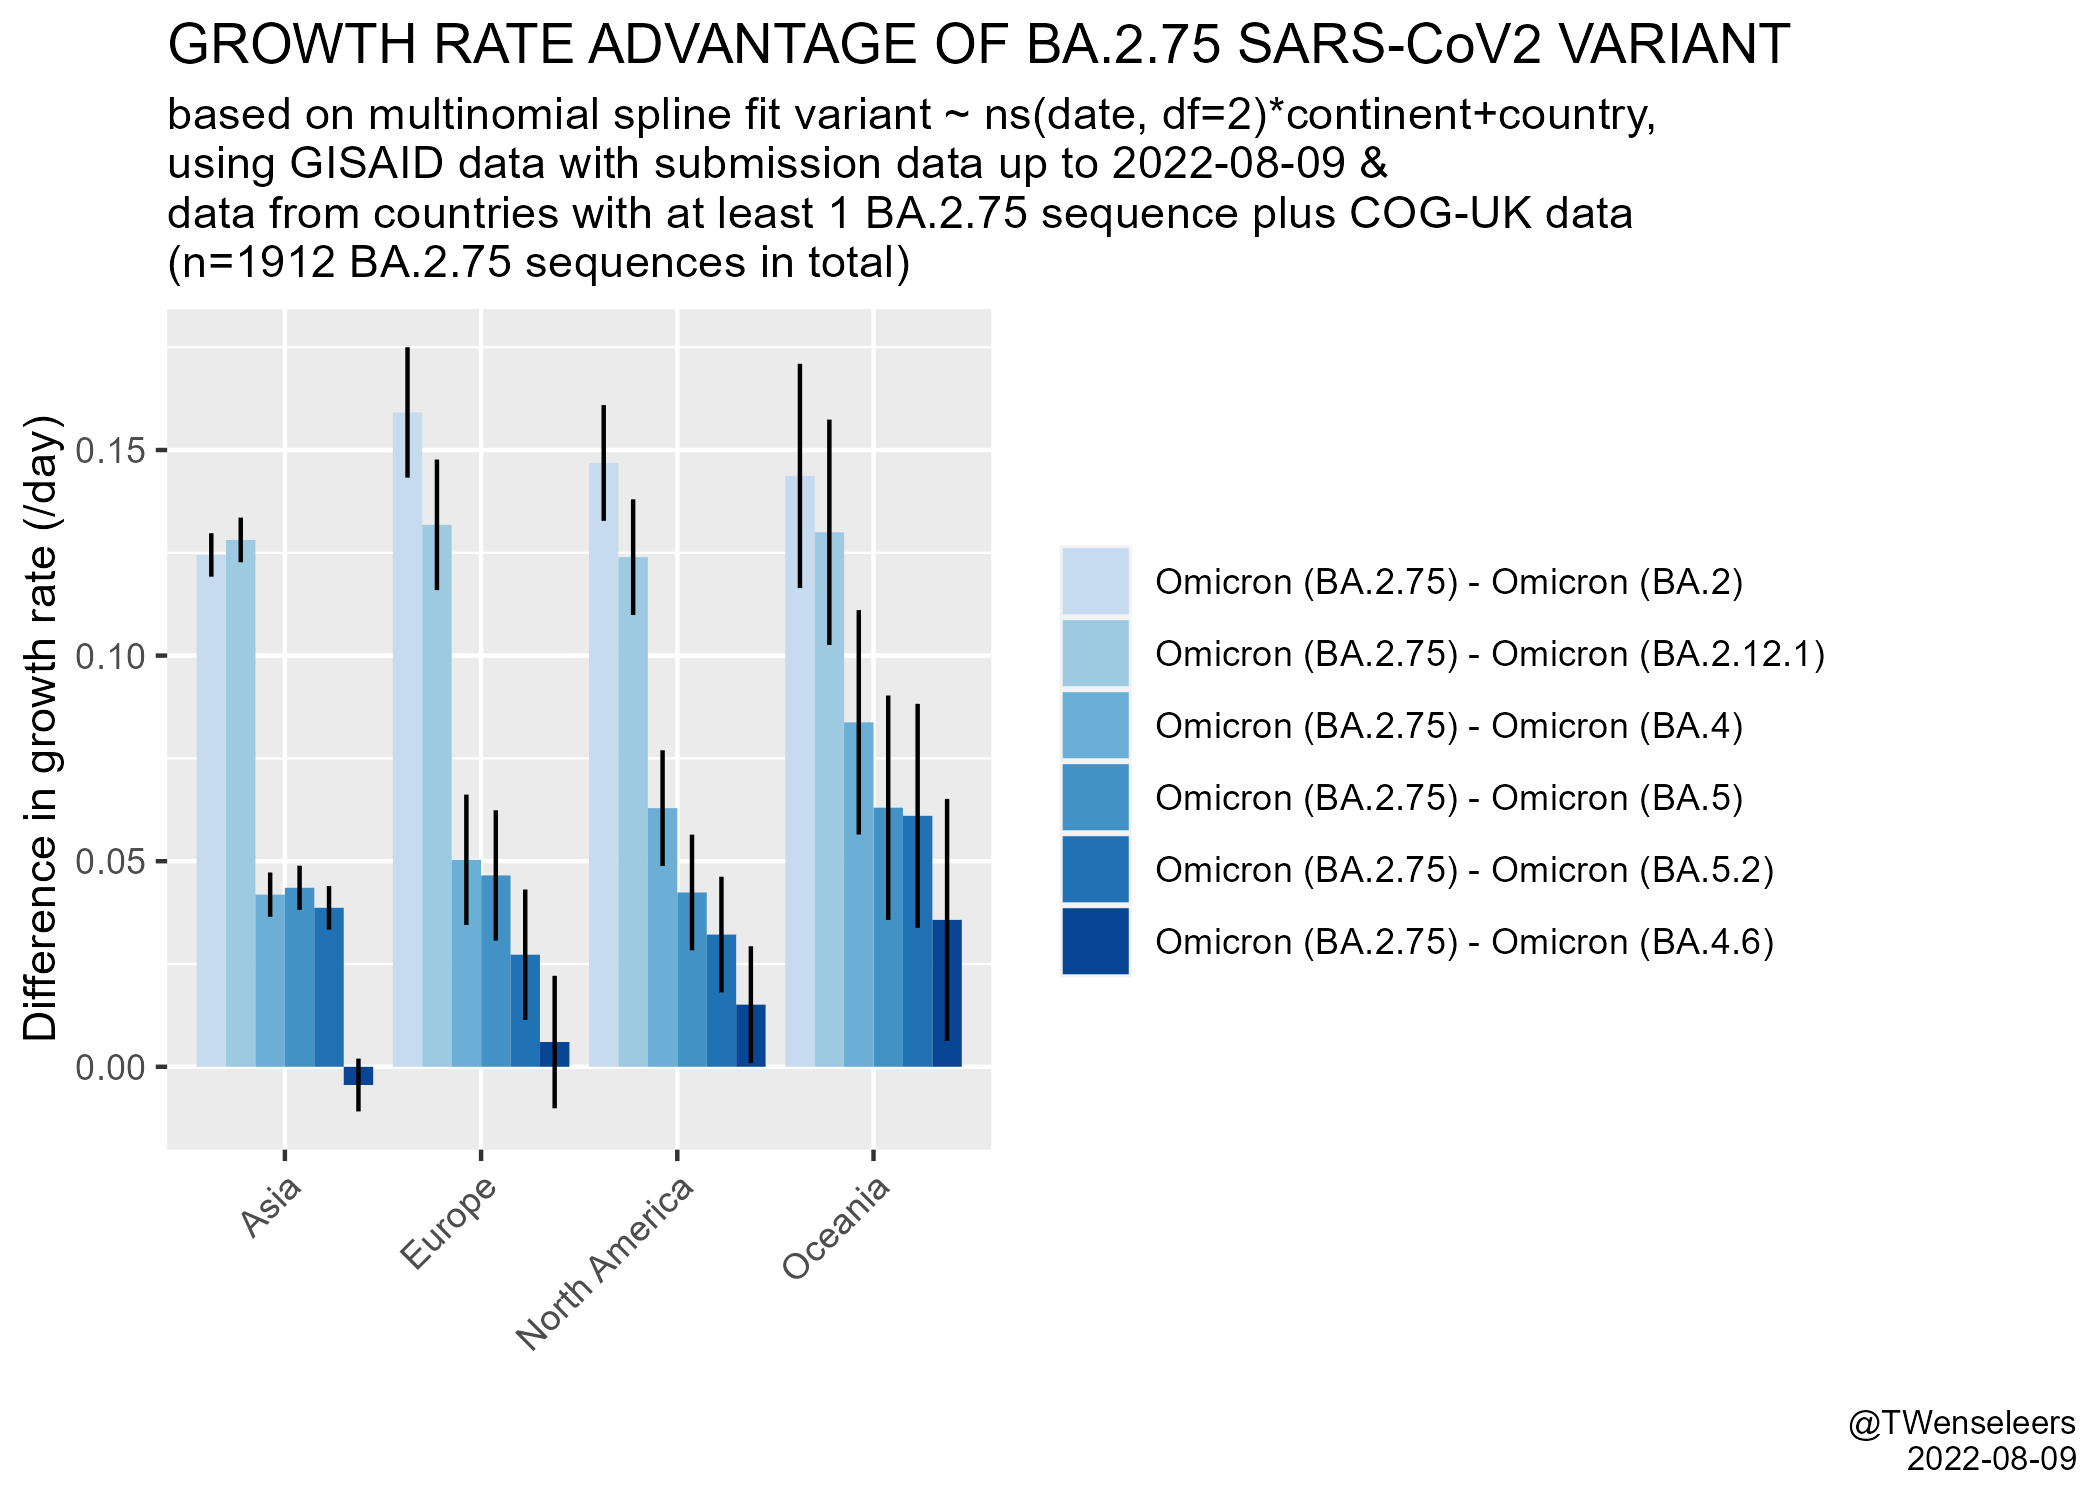 GROWTH RATE ADVANTAGE OF BA.2.75 SARS-CoV2 VARIANT
based on multinomial spline fit variant ~ ns(date, df=2)*continent+country,
using GISAID data with submission data up to 2022-08-09 &
data from countries with at least 1 BA.2.75 sequence plus COG-UK data
(n=1912 BA.2.75 sequences in total)
Difference in growth rate (/day)
0.15
0.10
0.05
0.00
Asia
Europe
North America
Oceania
Omicron (BA.2.75) - Omicron (BA.2)
Omicron (BA.2.75) - Omicron (BA.2.12.1)
Omicron (BA.2.75) - Omicron (BA.4)
Omicron (BA.2.75) - Omicron (BA.5)
Omicron (BA.2.75) - Omicron (BA.5.2)
Omicron (BA.2.75) - Omicron (BA.4.6)
@TWenseleers
2022-08-09